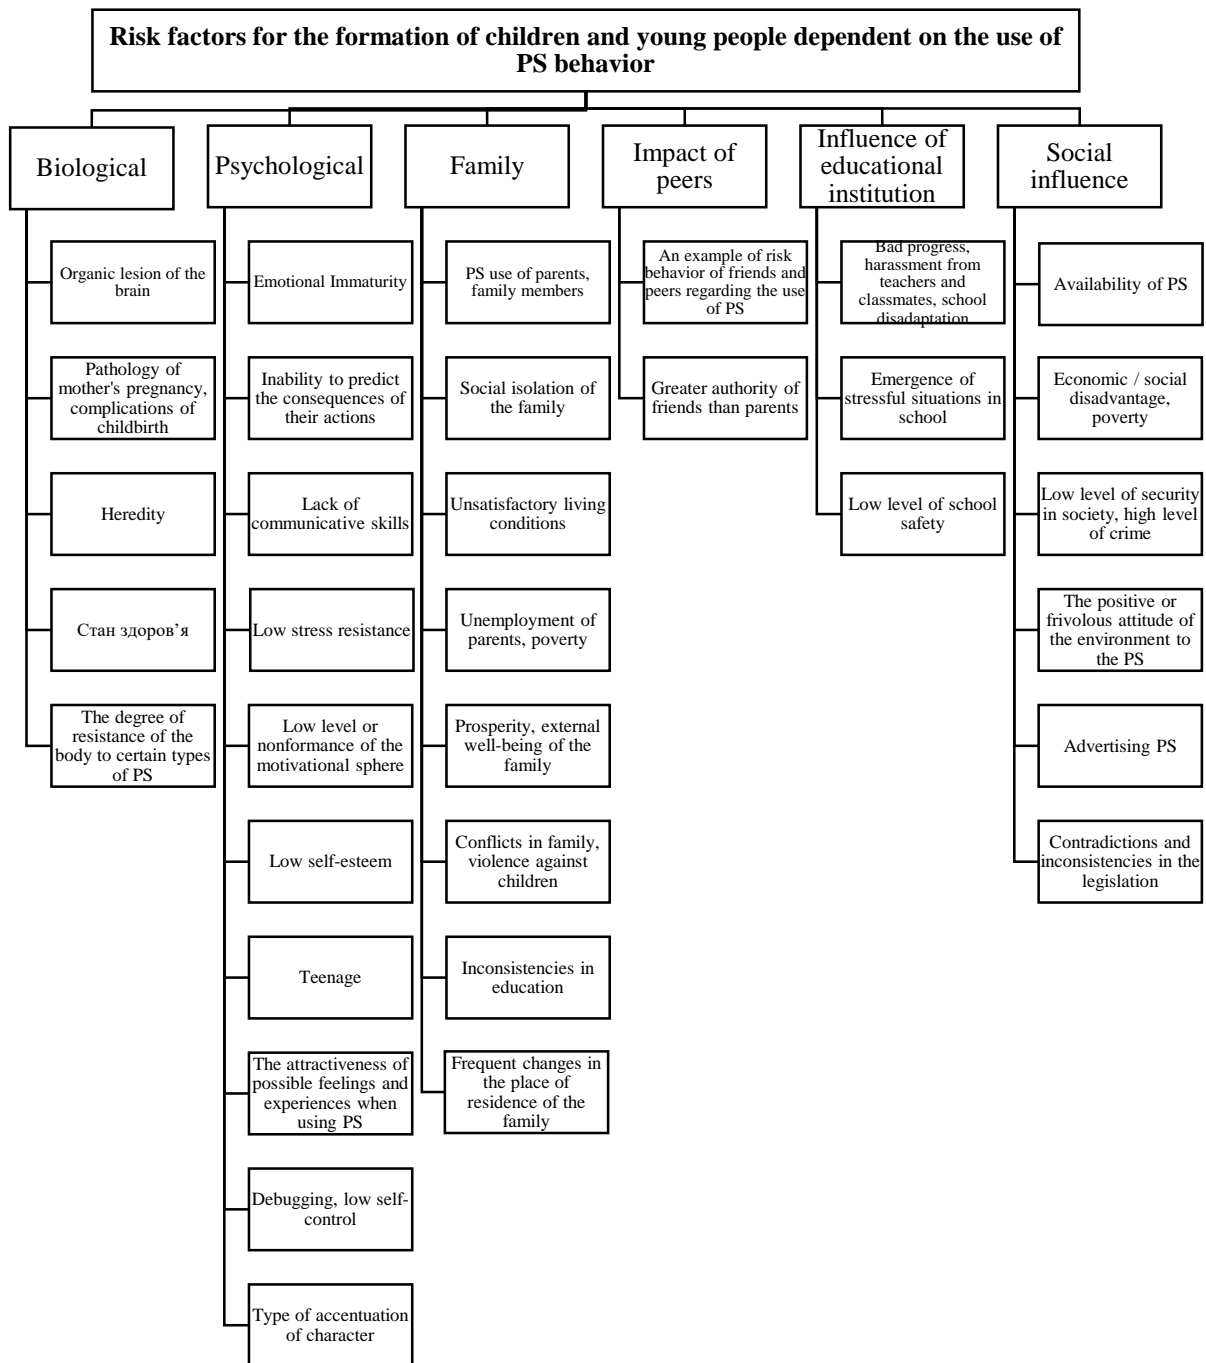 Risk factors for the formation of children and young people dependent on the use of
PS behavior
Biological
Organic lesion of the
brain
Pathology of
mother's pregnancy,
complications of
childbirth
Heredity
Стан здоров’я
The degree of
resistance of the
body to certain types
of PS
Psychological
Emotional Immaturity
Inability to predict
the consequences of
their actions
Lack of
communicative skills
Low stress resistance
Low level or
nonformance of the
motivational sphere
Low self-esteem
Teenage
The attractiveness of
possible feelings and
experiences when
using PS
Debugging, low self-
control
Type of accentuation
of character
Family
PS use of parents,
family members
Social isolation of
the family
Unsatisfactory living
conditions
Unemployment of
parents, poverty
Prosperity, external
well-being of the
family
Conflicts in family,
violence against
children
Inconsistencies in
education
Frequent changes in
the place of
residence of the
family
Impact of
peers
An example of risk
behavior of friends and
peers regarding the use
of PS
Greater authority of
friends than parents
Influence of
educational
institution
Bad progress,
harassment from
teachers and
classmates, school
disadaptation
Emergence of
stressful situations in
school
Low level of school
safety
Social
influence
Availability of PS
Economic / social
disadvantage,
poverty
Low level of security
in society, high level
of crime
The positive or
frivolous attitude of
the environment to
the PS
Advertising PS
Contradictions and
inconsistencies in the
legislation